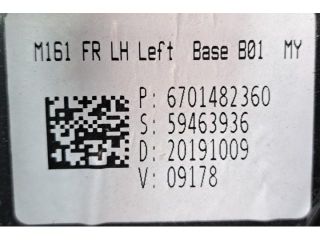 M161 FR LH Left Base B01 MY
P: 6701482360
S: 59463936
D: 20191009
V: 09178